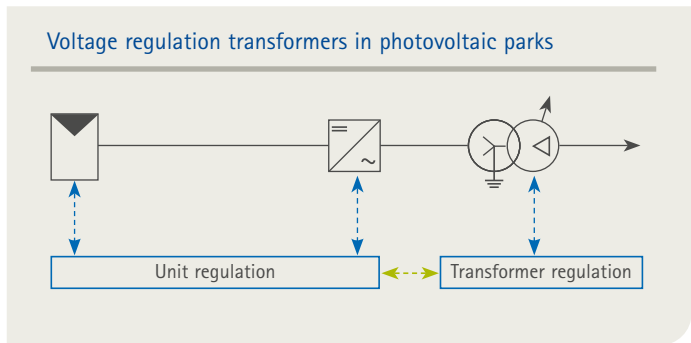 Voltage regulation transformers in photovoltaic parks
Unit regulation
Transformer regulation